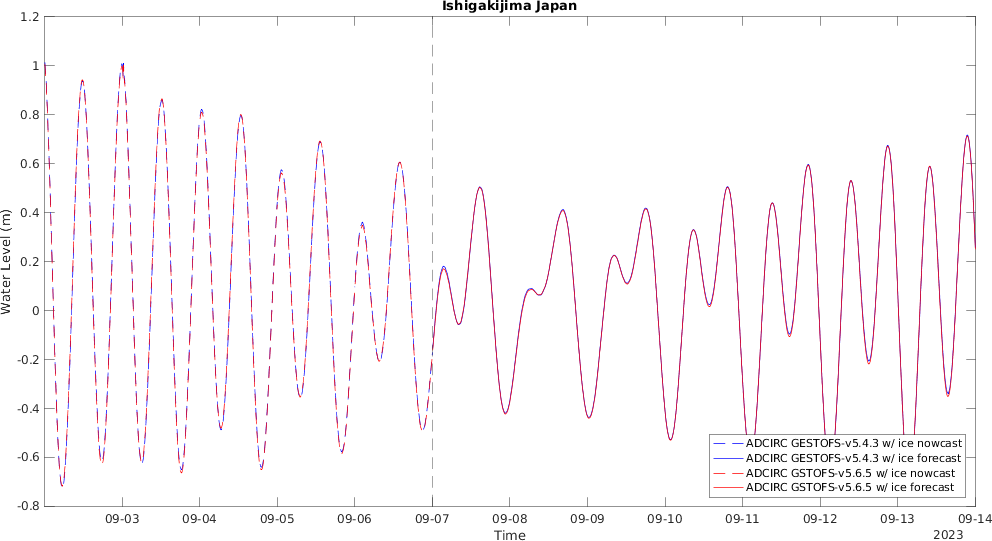 Ishigakijima Japan
1.2
1
0.8
0.6
0.4
0.2
0
-0.2
-0.4
-0.6
-0.8
Water Level (m)
ADCIRC GESTOFS-v5.4.3 w/ ice nowcast
ADCIRC GESTOFS-v5.4.3 w/ ice forecast
ADCIRC GSTOFS-v5.6.5 w/ ice nowcast
ADCIRC GSTOFS-v5.6.5 w/ ice forecast
09-03 09-04 09-05 09-06 09-07 09-08 09-09 09-10 09-11 09-12 09-13 09-14
Time
2023